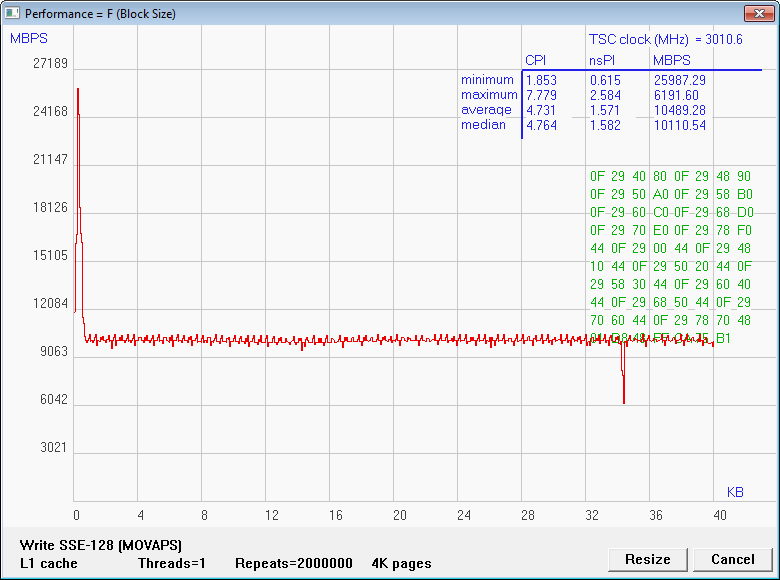 Performance = F (Block Size)
MBPS
TSC clock (MHz) = 3010.6
CPI nsPI MBPS
minimum 1.853 0.615 25987.29
maximum 7.779 2.584 6191.60
average 4.731 1.571 10489.28
median 4.764 1.582 10110.54
27189
24168
21147
18126
15105
12084
9063
6042
3021
0F 29 40 80 0F 29 48 90
0F 29 50 A0 0F 29 58 B0
0F 29 60 C0 0F 29 68 D0
0F 29 70 E0 0F 29 78 F0
44 0F 29 00 44 0F 29 48
10 44 0F 29 50 20 44 0F
29 58 30 44 0F 29 60 40
44 0F 29 68 50 44 0F 29
70 60 44 0F 29 78 70 48
01 D8 48 FF CA 75 B1
KB
0 4 8 12 16 20 24 28 32 36 40
Write SSE-128 (MOVAPS)
L1 cache Threads=1 Repeats=2000000 4K pages
Resize Cancel